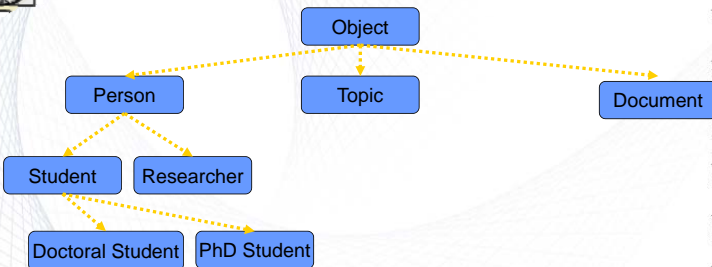 Object
Person
Topic
Document
Student
Researcher
Doctoral Student
PhD Student